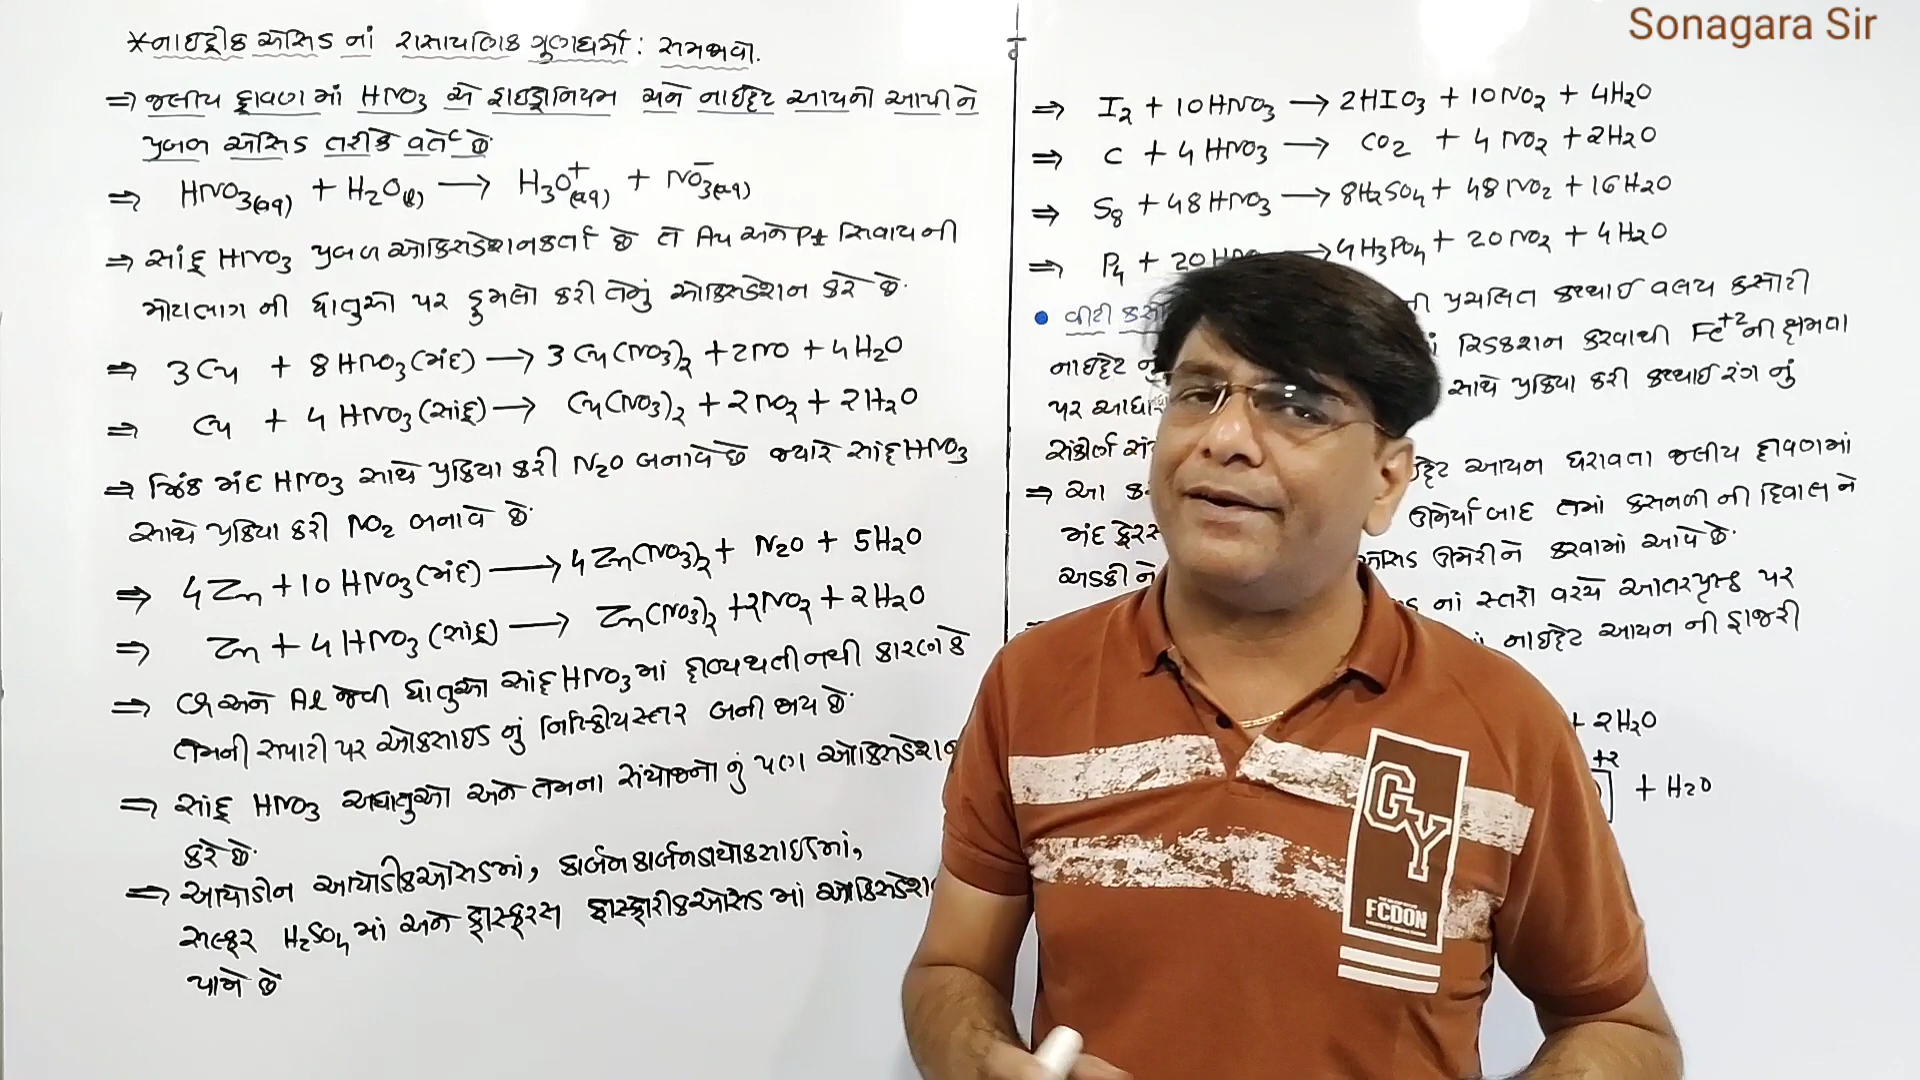 Sonagara Sir
*નાઇટ્રીક એસિડ નાં રાસાયણિક ગુણધર્મો : સમજાવો.
⇒ જલીય દ્રાવણ માં HNO3 એ હાઇડ્રોનિયમ અને નાઇટ્રેટ આયનો આપીને
પ્રબળ એસિડ તરીકે વર્તે છે.
⇒ HNO3(aq) + H2O(l) → H3O+(aq) + NO3-(aq)
⇒ સાંદ્ર HNO3 પ્રબળ ઓક્સિડેશનકર્તા છે તે Au અને Pt સિવાય ની
મોટાભાગ ની ધાતુઓ પર હુમલો કરી તેનું ઓક્સિડેશન કરે છે.
⇒ 3Cu + 8HNO3(મંદ) → 3Cu(NO3)2 + 2NO + 4H2O
⇒ Cu + 4HNO3(સાંદ્ર) → Cu(NO3)2 + 2NO2 + 2H2O
⇒ ઝિંક મંદ HNO3 સાથે પ્રક્રિયા કરી N2O બનાવે છે જ્યારે સાંદ્ર HNO3
સાથે પ્રક્રિયા કરી NO2 બનાવે છે.
⇒ 4Zn + 10HNO3(મંદ) → 4Zn(NO3)2 + N2O + 5H2O
⇒ Zn + 4HNO3(સાંદ્ર) → Zn(NO3)2 + 2NO2 + 2H2O
⇒ Cr અને Al જેવી ધાતુઓ સાંદ્ર HNO3 માં દ્રાવ્ય થતી નથી કારણ કે
તેમની સપાટી પર ઓક્સાઇડ નું નિષ્ક્રીય સ્તર બની જાય છે.
⇒ સાંદ્ર HNO3 અધાતુઓ અને તેમના સંયોજનો નું પણ ઓક્સિડેશન
કરે છે.
⇒ આયોડીન આયોડીક એસિડમાં, કાર્બન કાર્બન ડાયોક્સાઇડમાં,
સલ્ફર H2SO4 માં અને ફોસ્ફરસ ફોસ્ફોરીક એસિડ માં ઓક્સિડેશન
પામે છે
⇒ I2 + 10HNO3 → 2HIO3 + 10NO2 + 4H2O
⇒ C + 4HNO3 → CO2 + 4NO2 + 2H2O
⇒ S8 + 48HNO3 → 8H2SO4 + 48NO2 + 16H2O
⇒ P4 + 20 → 4H3PO4 + 20NO2 + 4H2O
• વીંટી પ્રચલિત કથ્થાઇ વલય કસોટી
નાઇટ્રેટ નું રિડક્શન કરવાથી Fe+2 ની ક્ષમતા
પર સાથે પ્રક્રિયા કરી કથ્થાઇ રંગ નું
સંકીર્ણ
⇒ આ આયન ધરાવતા જલીય દ્રાવણમાં
મંદ ઉમેર્યા બાદ તેમાં કસનળી ની દિવાલ ને
અડકી ને ઉમેરીને કરવામાં આવે છે.
નાં સ્તરો વચ્ચે આંતરપૃષ્ઠ પર
નાઇટ્રેટ આયન ની હાજરી
+ 2H2O
+2
+ H2O
GY
FCDON